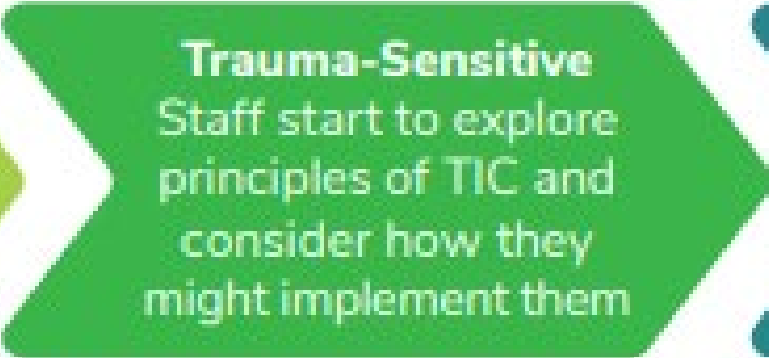 Trauma-Sensitive
Staff start to explore
principles of TIC and
consider how they
might implement them